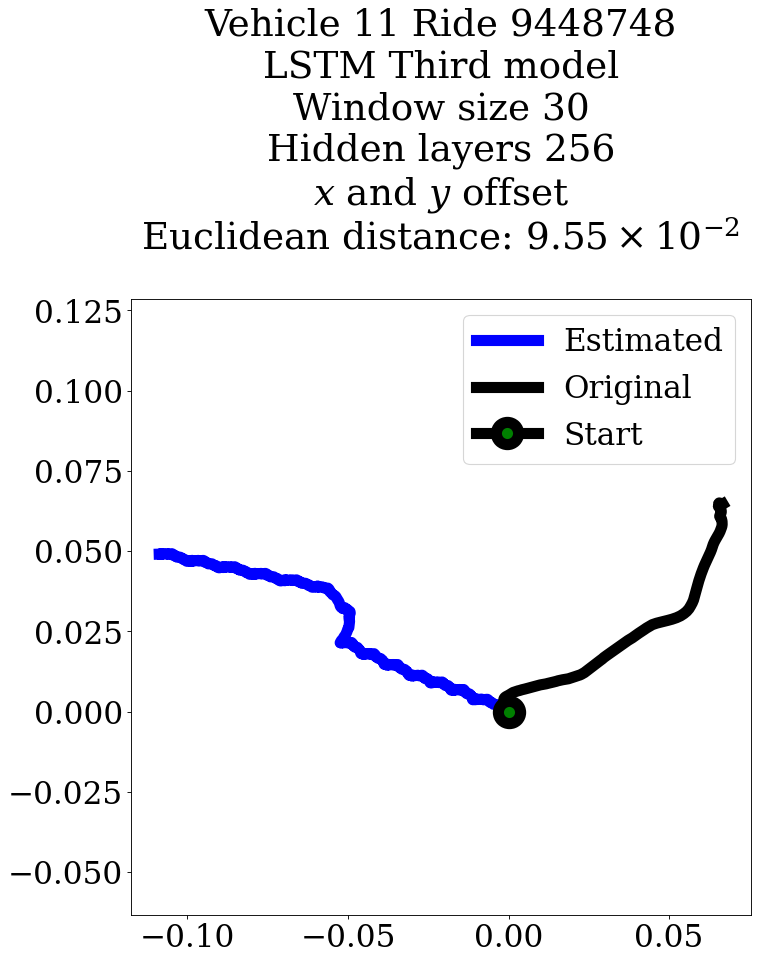 Vehicle 11 Ride 9448748
LSTM Third model
Window size 30
Hidden layers 256
x and y offset
Euclidean distance: 9.55 × 10⁻²
0.125
0.100
0.075
0.050
0.025
0.000
−0.025
−0.050
Estimated
Original
Start
−0.10
−0.05
0.00
0.05